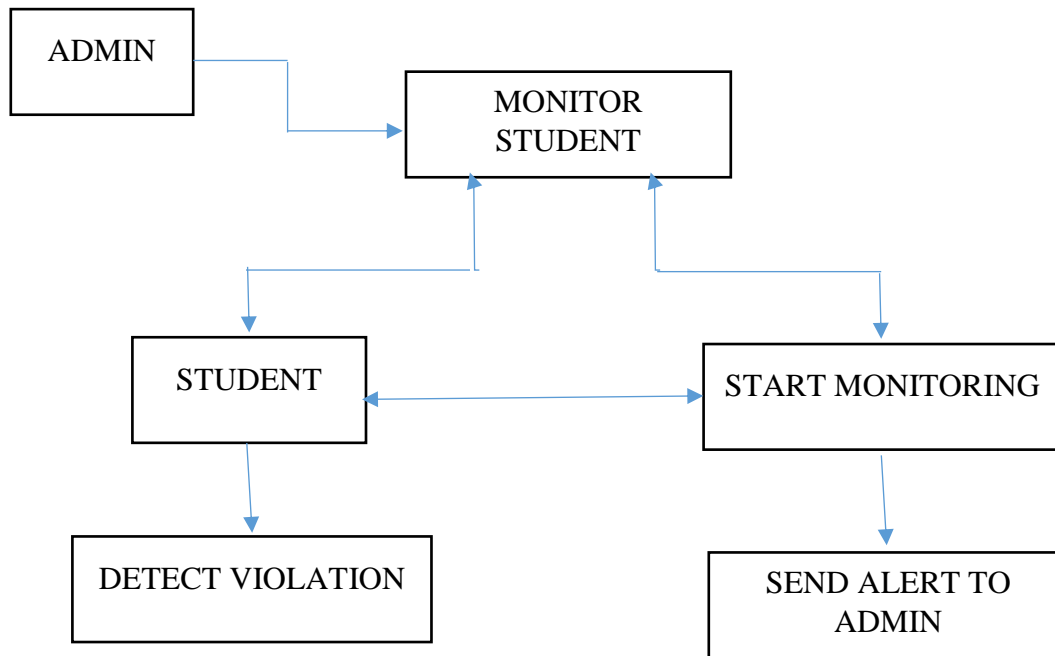 ADMIN
MONITOR
STUDENT
STUDENT
START MONITORING
DETECT VIOLATION
SEND ALERT TO
ADMIN